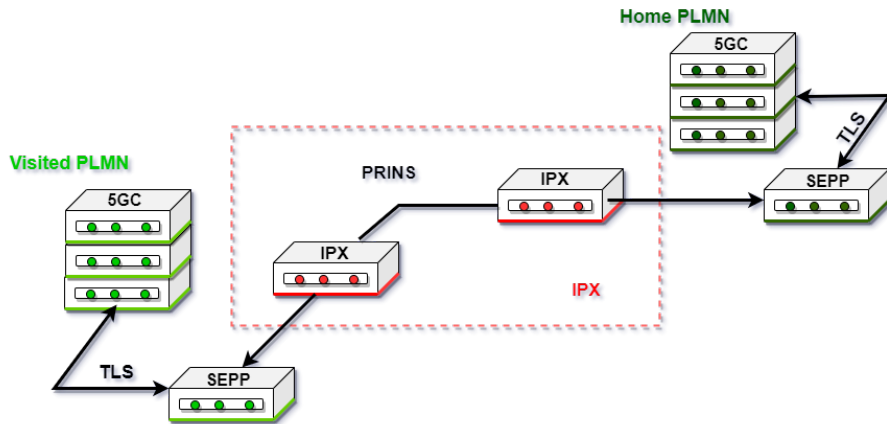 Home PLMN
5GC
TLS
SEPP
Visited PLMN
5GC
PRINS
IPX
IPX
IPX
TLS
SEPP